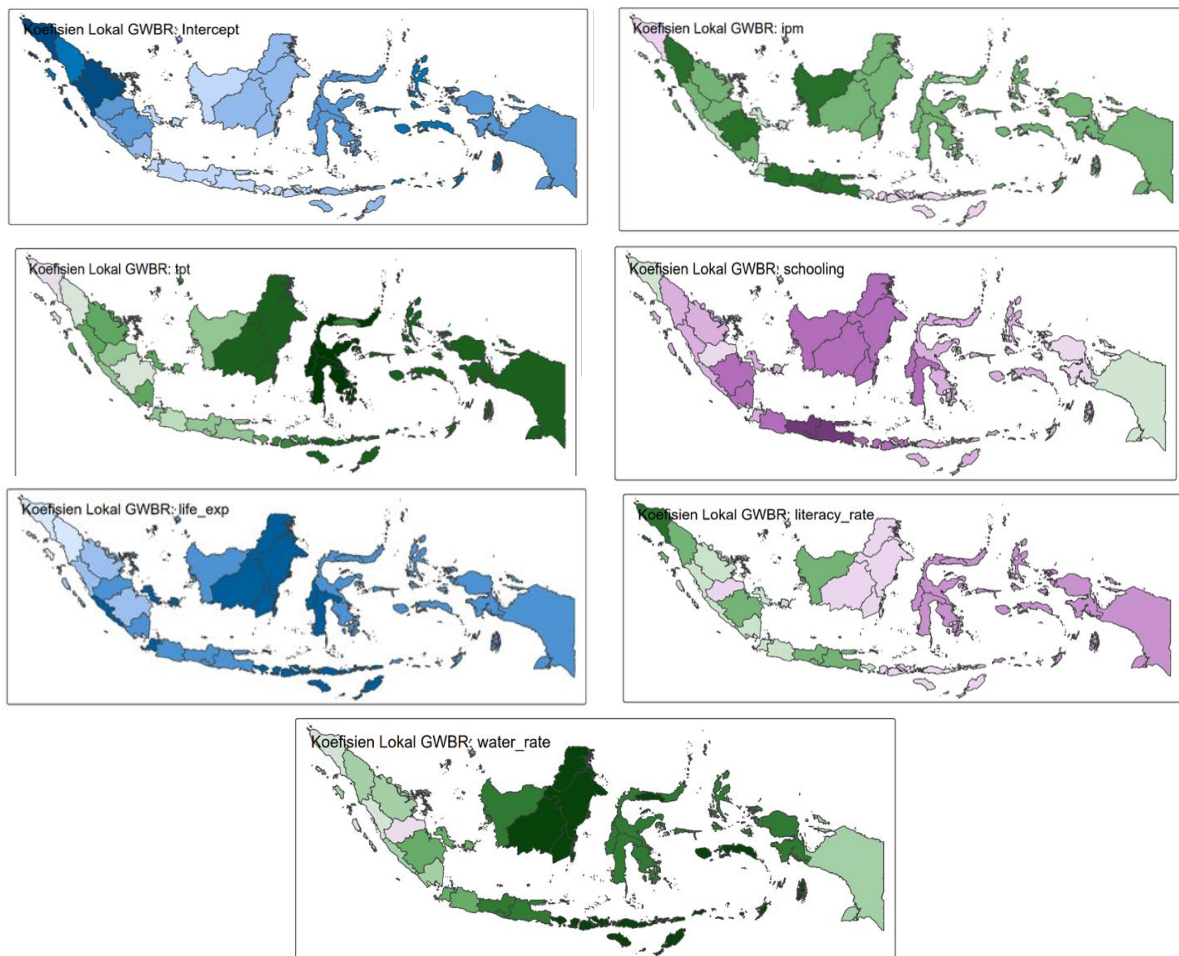 Koefisien Lokal GWBR: Intercept
Koefisien Lokal GWBR: ipm
Koefisien Lokal GWBR: tpt
Koefisien Lokal GWBR: schooling
Koefisien Lokal GWBR: life_exp
Koefisien Lokal GWBR: literacy_rate
Koefisien Lokal GWBR: water_rate